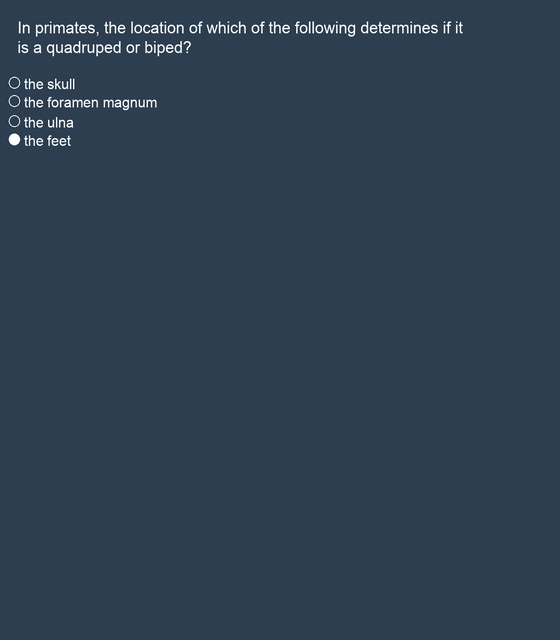 In primates, the location of which of the following determines if it
is a quadruped or biped?
the skull
the foramen magnum
the ulna
the feet